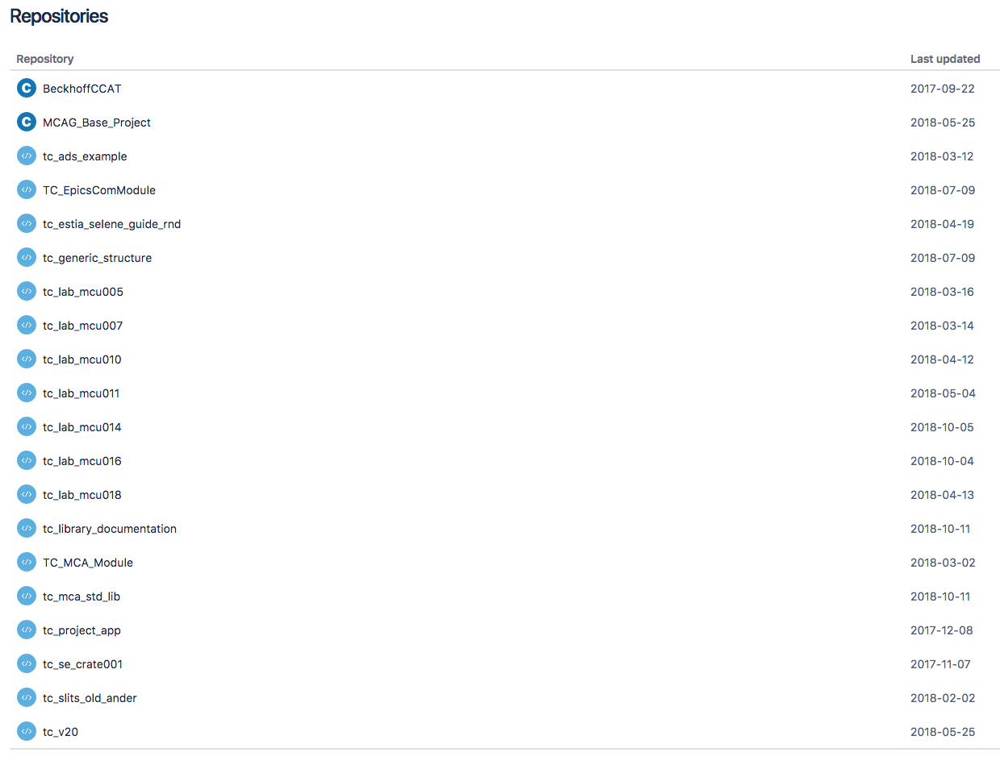 Repositories
Repository Last updated
BeckhoffCCAT 2017-09-22
MCAG_Base_Project 2018-05-25
tc_ads_example 2018-03-12
TC_EpicsComModule 2018-07-09
tc_estia_selene_guide_rnd 2018-04-19
tc_generic_structure 2018-07-09
tc_lab_mcu005 2018-03-16
tc_lab_mcu007 2018-03-14
tc_lab_mcu010 2018-04-12
tc_lab_mcu011 2018-05-04
tc_lab_mcu014 2018-10-05
tc_lab_mcu016 2018-10-04
tc_lab_mcu018 2018-04-13
tc_library_documentation 2018-10-11
TC_MCA_Module 2018-03-02
tc_mca_std_lib 2018-10-11
tc_project_app 2017-12-08
tc_se_crate001 2017-11-07
tc_slits_old_ander 2018-02-02
tc_v20 2018-05-25